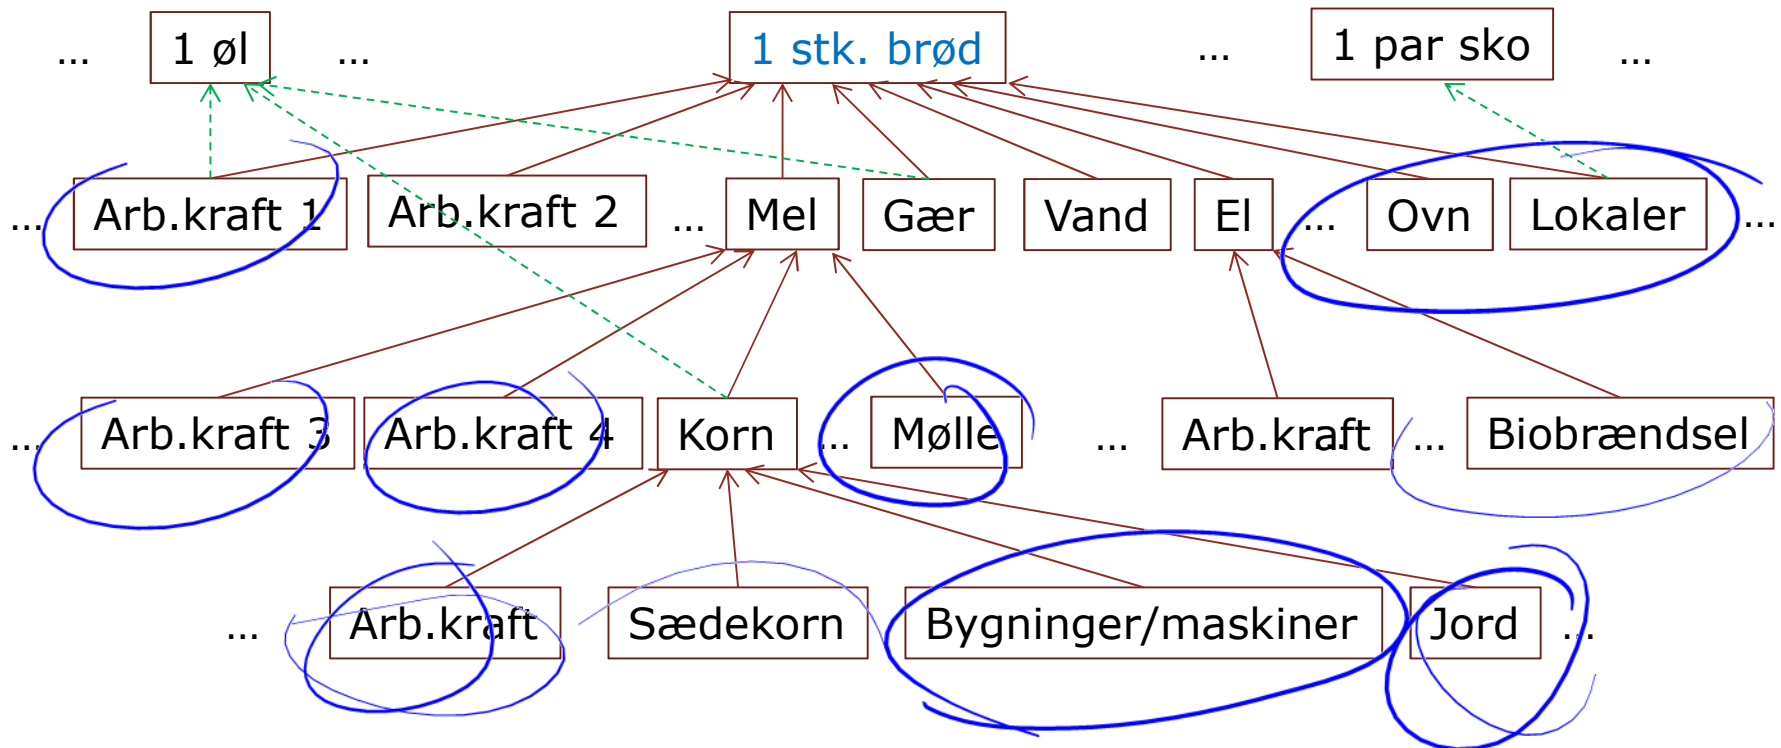 ... 1 øl ... 1 stk. brød ... 1 par sko ...
... Arb.kraft 1 Arb.kraft 2 ... Mel Gær Vand El ... Ovn Lokaler ...
... Arb.kraft 3 Arb.kraft 4 Korn ... Mølle ... Arb.kraft ... ... Biobrændsel
... Arb.kraft Sædekorn Bygninger/maskiner Jord ...